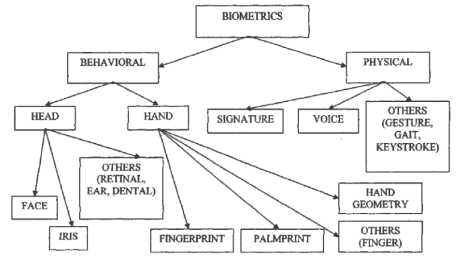 BIOMETRICS
BEHAVIORAL
PHYSICAL
HEAD
HAND
SIGNATURE
VOICE
OTHERS
(GESTURE,
GAIT,
KEYSTROKE)
OTHERS
(RETINAL,
EAR, DENTAL)
FACE
IRIS
FINGERPRINT
PALMPRINT
HAND
GEOMETRY
OTHERS
(FINGER)